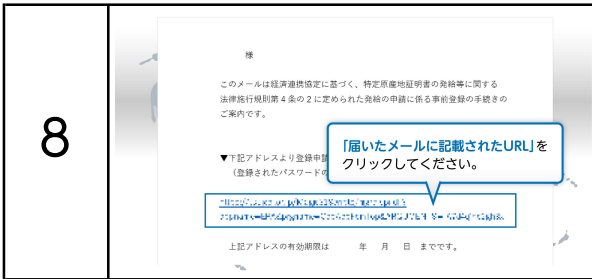 8
様
このメールは経済連携協定に基づく、特定原産地証明書の発給等に関する
法律施行規則第4条の2に定められた発給の申請に係る事前登録の手続きの
ご案内です。
「届いたメールに記載されたURL」を
クリックしてください。
▼下記アドレスより登録申請
（登録されたパスワードの
上記アドレスの有効期限は 年 月 日 までです。